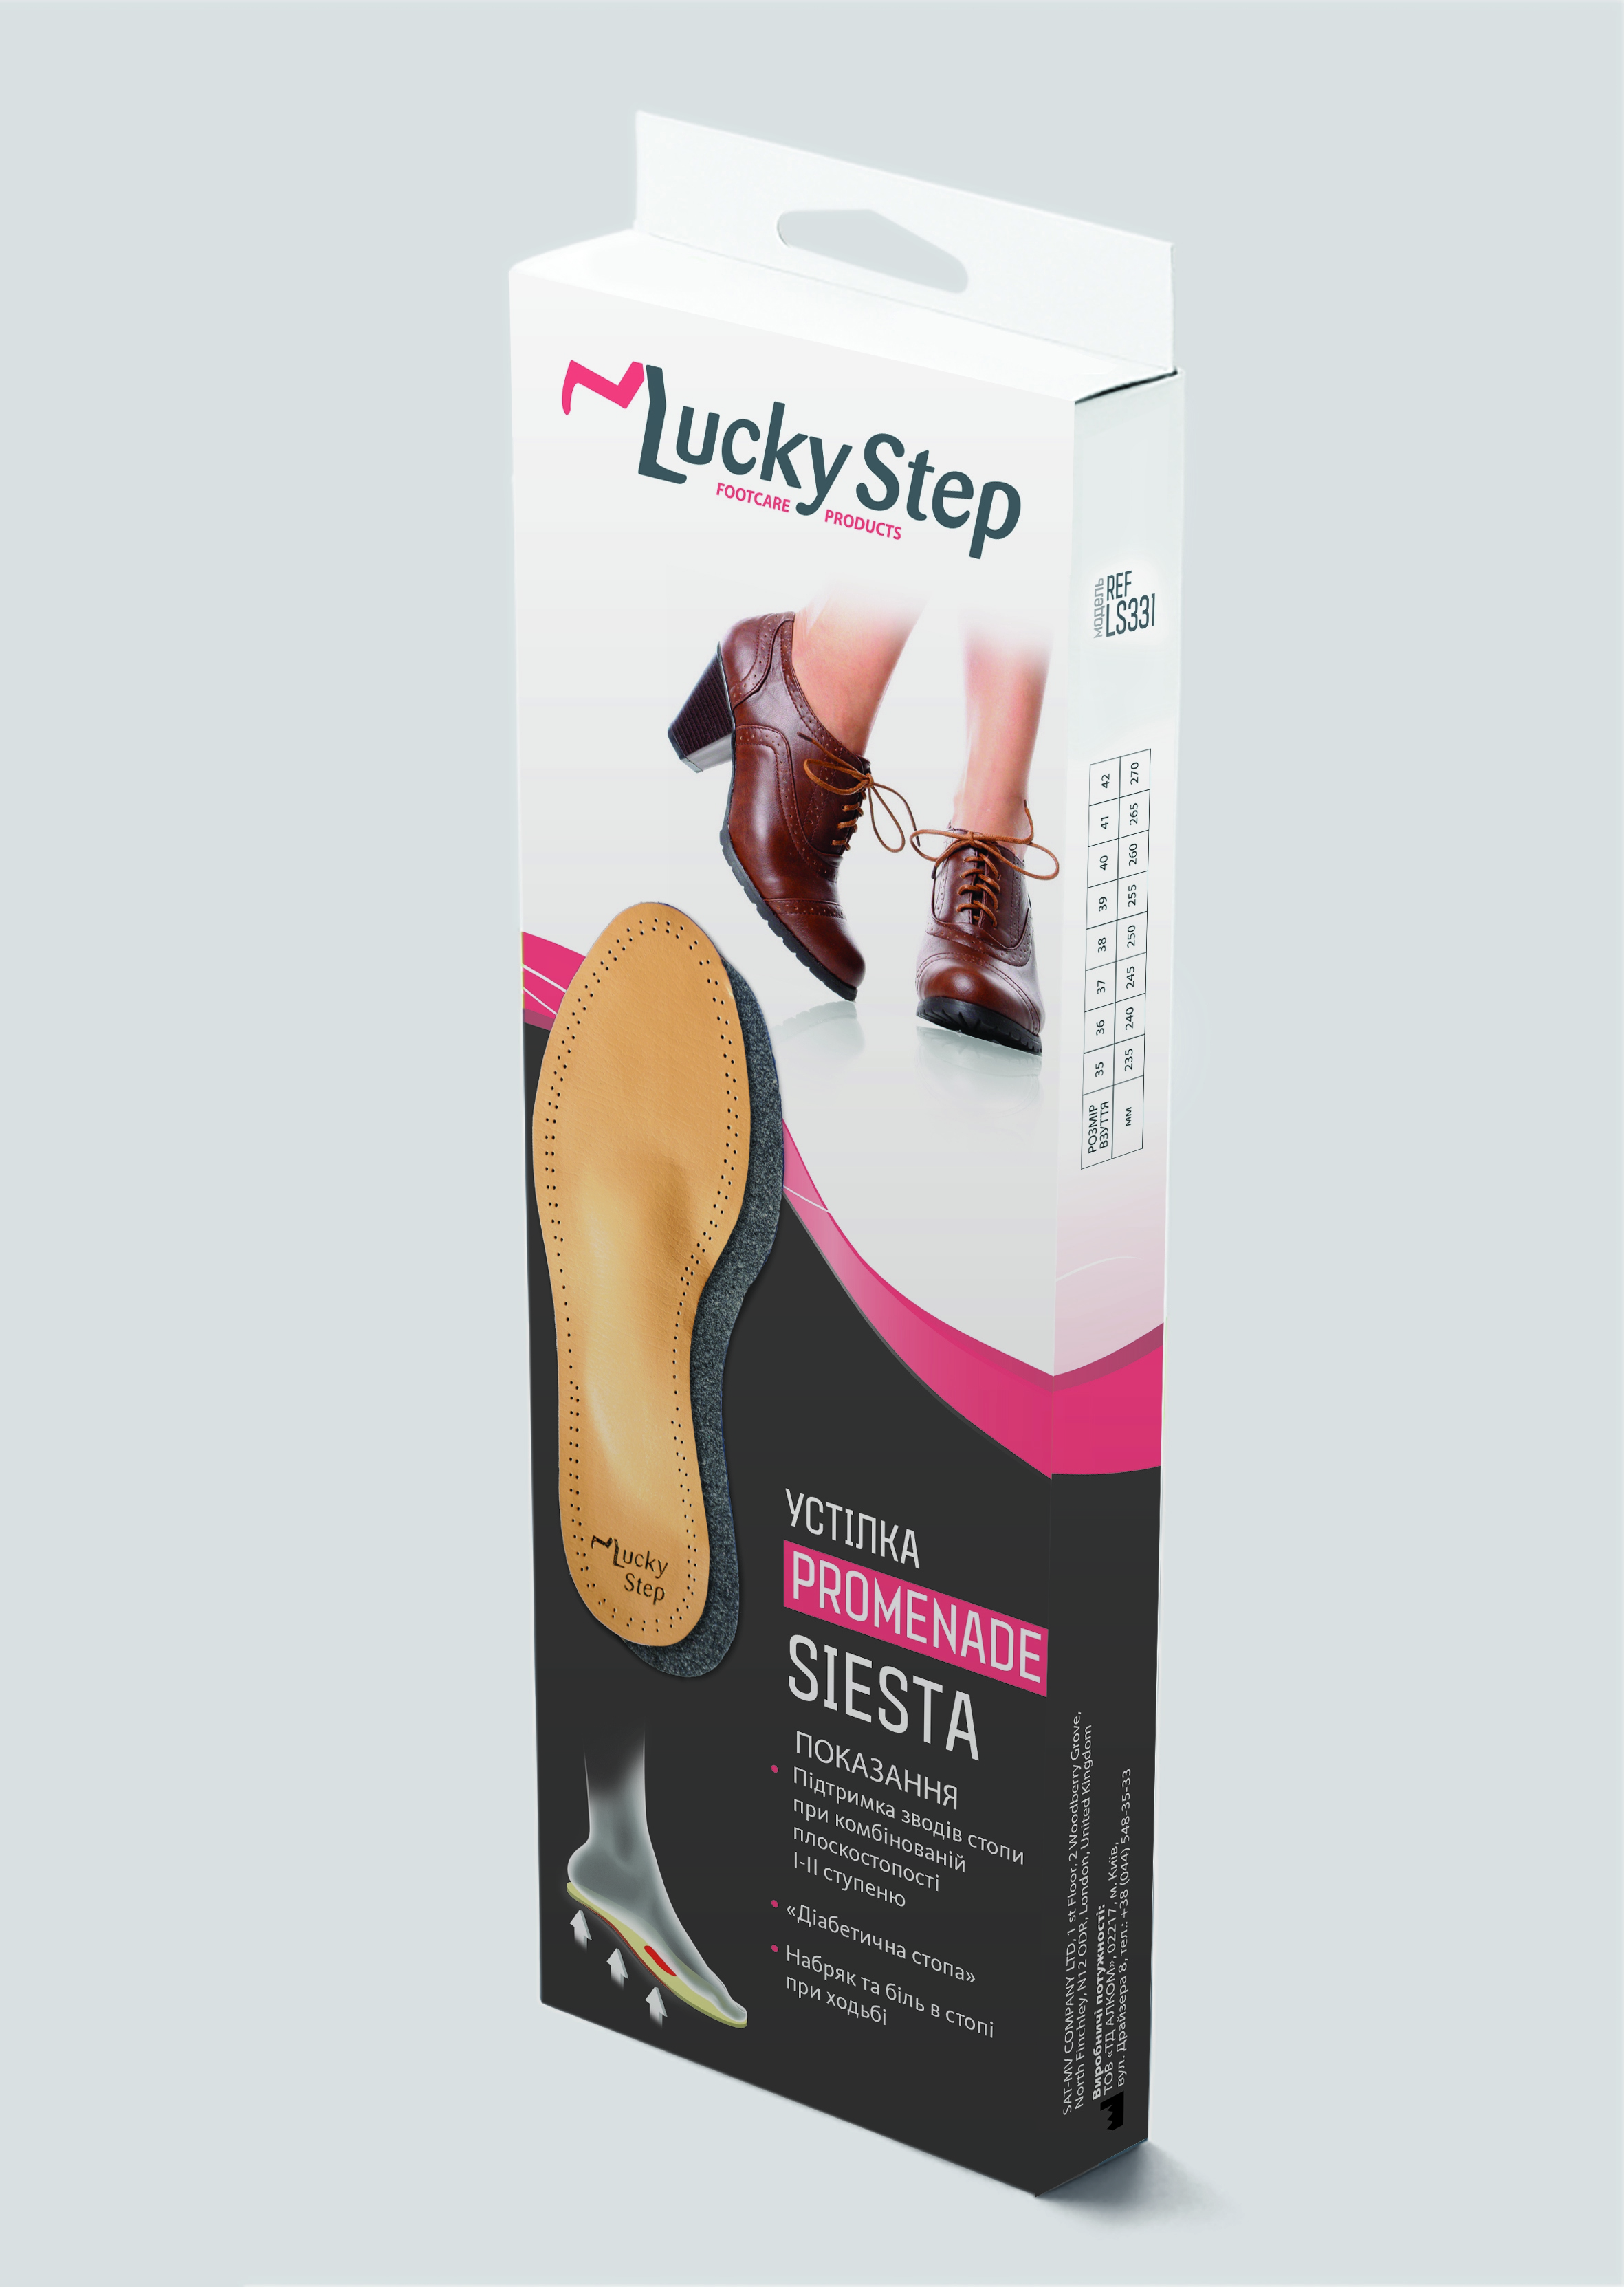 Lucky Step
FOOTCARE PRODUCTS
Lucky
Step
УСТІЛКА
PROMENADE
SIESTA
ПОКАЗАННЯ
• Підтримка зводів стопи
при комбінованій
плоскостопості
I-II ступеню
• «Діабетична стопа»
• Набряк та біль в стопі
при ходьбі
модель
REF
LS331
РОЗМІР ВЗУТТЯ 35 36 37 38 39 40 41 42
мм 235 240 245 250 255 260 265 270
SAT-MV COMPANY LTD, 1 st Floor, 2 Woodberry Grove,
North Finchley, N12 ODR, London, United Kingdom
Виробничі потужності:
ТОВ «ТД АЛКОМ», 02217, м. Київ,
вул. Драйзера 8, тел.: +38 (044) 548-35-33